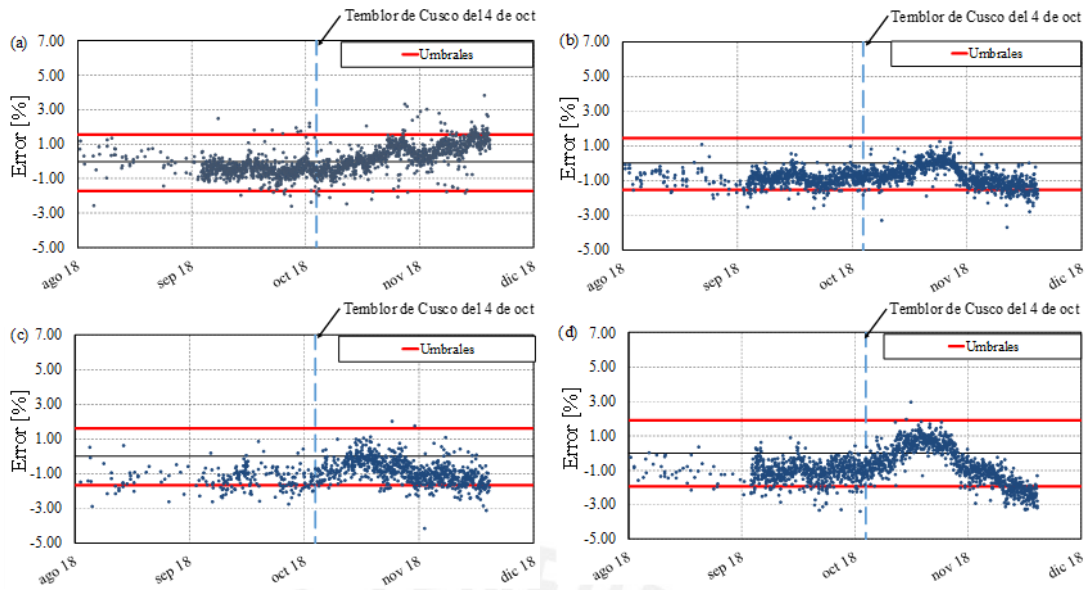 Temblor de Cusco del 4 de oct
(a)
7.00
5.00
3.00
1.00
-1.00
-3.00
-5.00
Error [%]
Umbrales
ago 18
sep 18
oct 18
nov 18
dic 18
Temblor de Cusco del 4 de oct
(b)
7.00
5.00
3.00
1.00
-1.00
-3.00
-5.00
Error [%]
Umbrales
ago 18
sep 18
oct 18
nov 18
dic 18
Temblor de Cusco del 4 de oct
(c)
7.00
5.00
3.00
1.00
-1.00
-3.00
-5.00
Error [%]
Umbrales
ago 18
sep 18
oct 18
nov 18
dic 18
Temblor de Cusco del 4 de oct
(d)
7.00
5.00
3.00
1.00
-1.00
-3.00
-5.00
Error [%]
Umbrales
ago 18
sep 18
oct 18
nov 18
dic 18